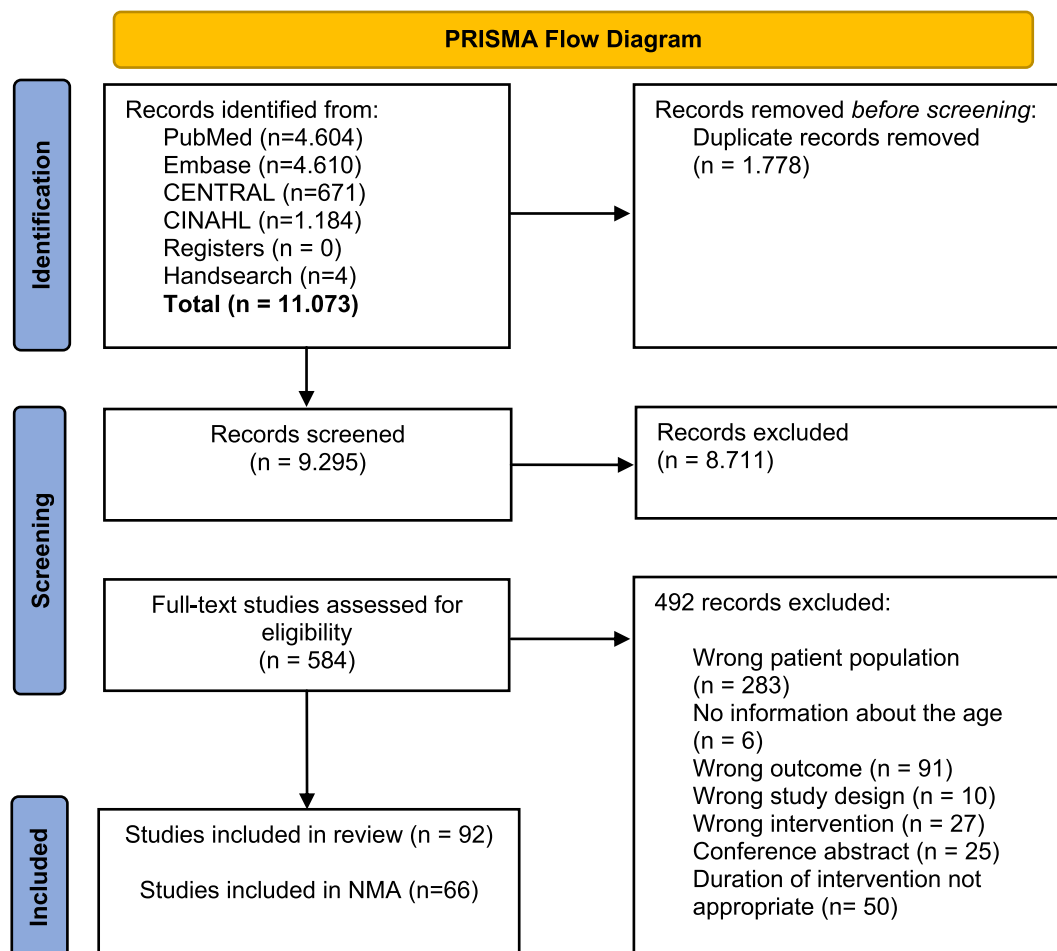 PRISMA Flow Diagram
Identification
Records identified from:
PubMed (n=4.604)
Embase (n=4.610)
CENTRAL (n=671)
CINAHL (n=1.184)
Registers (n = 0)
Handsearch (n=4)
Total (n = 11.073)
Records removed before screening:
Duplicate records removed
(n = 1.778)
Screening
Records screened
(n = 9.295)
Records excluded
(n = 8.711)
Full-text studies assessed for
eligibility
(n = 584)
492 records excluded:
Wrong patient population
(n = 283)
No information about the age
(n = 6)
Wrong outcome (n = 91)
Wrong study design (n = 10)
Wrong intervention (n = 27)
Conference abstract (n = 25)
Duration of intervention not
appropriate (n= 50)
Included
Studies included in review (n = 92)
Studies included in NMA (n=66)